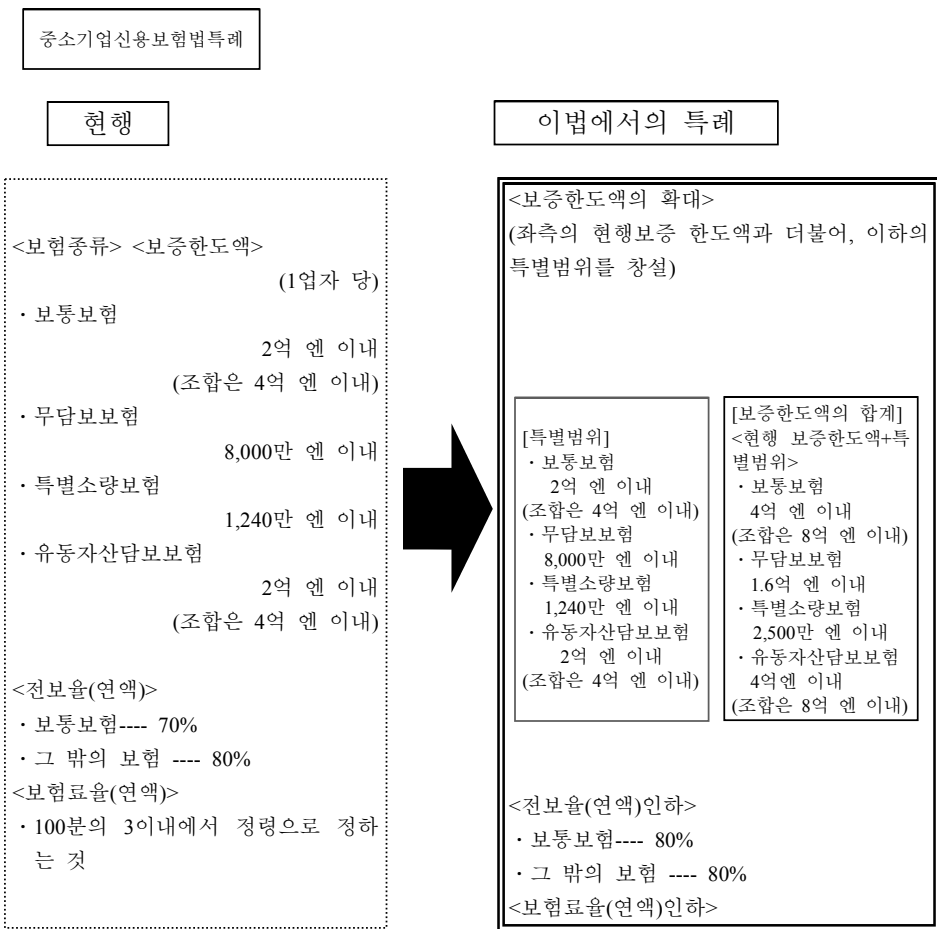 중소기업신용보험법특례
현행
<보험종류> <보증한도액>
(1업자 당)
· 보통보험
2억 엔 이내
(조합은 4억 엔 이내)
· 무담보보험
8,000만 엔 이내
· 특별소량보험
1,240만 엔 이내
· 유동자산담보보험
2억 엔 이내
(조합은 4억 엔 이내)
<전보율(연액)>
· 보통보험---- 70%
· 그 밖의 보험 ---- 80%
<보험료율(연액)>
· 100분의 3이내에서 정령으로 정하
는 것
이법에서의 특례
<보증한도액의 확대>
(좌측의 현행보증 한도액과 더불어, 이하의
특별범위를 창설)
[특별범위]
· 보통보험
2억 엔 이내
(조합은 4억 엔 이내)
· 무담보보험
8,000만 엔 이내
· 특별소량보험
1,240만 엔 이내
· 유동자산담보보험
2억 엔 이내
(조합은 4억 엔 이내)
[보증한도액의 합계]
<현행 보증한도액+특
별범위>
· 보통보험
4억 엔 이내
(조합은 8억 엔 이내)
· 무담보보험
1.6억 엔 이내
· 특별소량보험
2,500만 엔 이내
· 유동자산담보보험
4억엔 이내
(조합은 8억 엔 이내)
<전보율(연액)인하>
· 보통보험---- 80%
· 그 밖의 보험 ---- 80%
<보험료율(연액)인하>